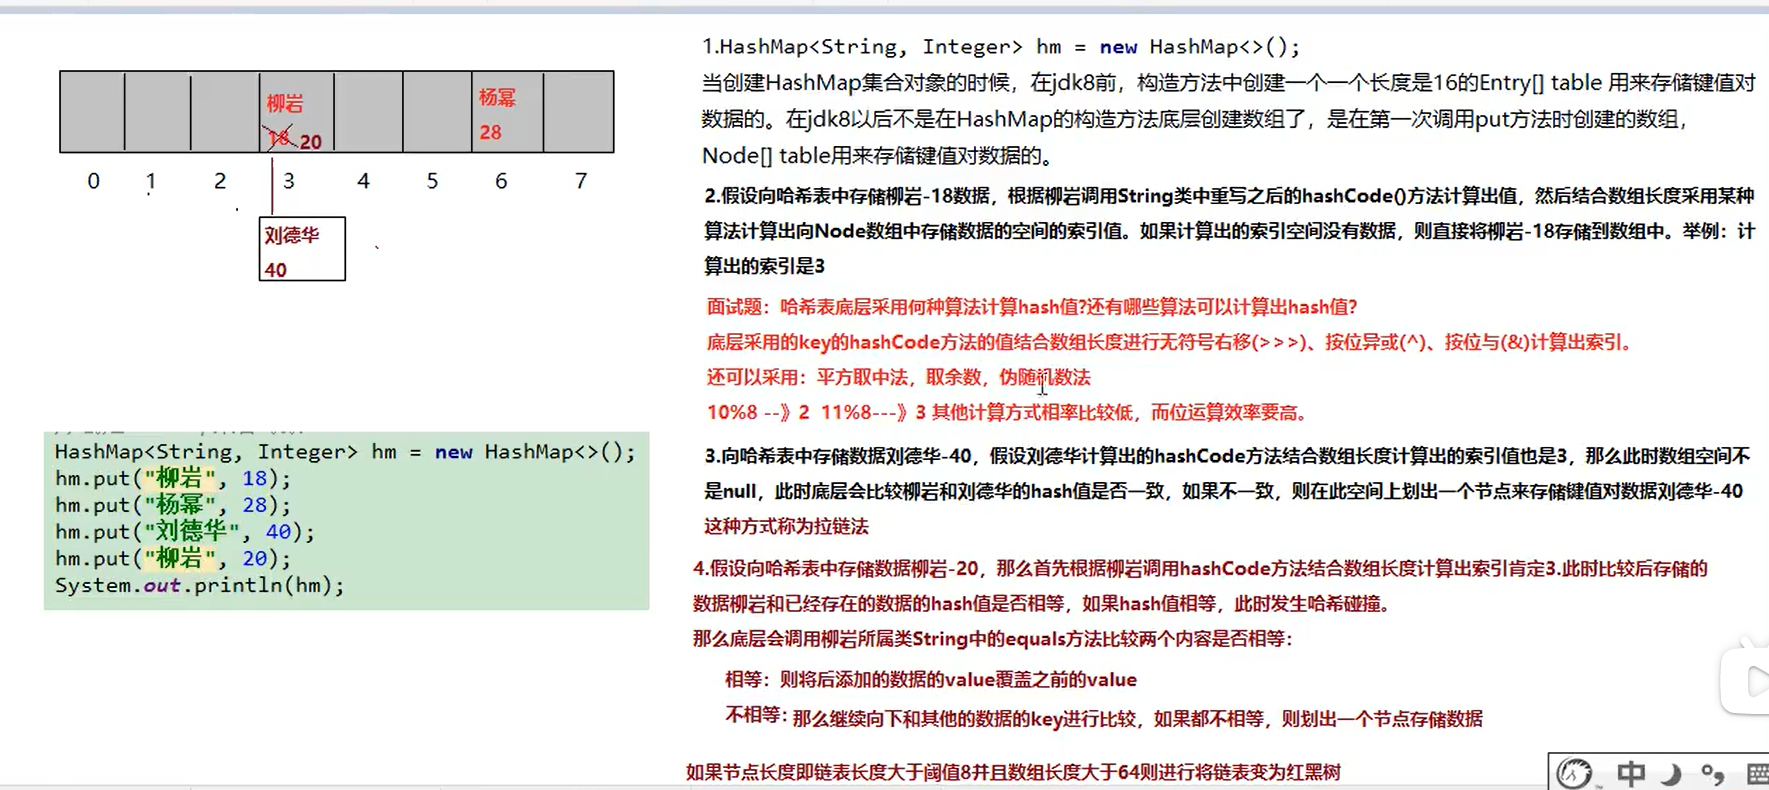 柳岩
18 20
杨幂
28
0 1 2 3 4 5 6 7
刘德华
40
HashMap<String, Integer> hm = new HashMap<>();
hm.put("柳岩", 18);
hm.put("杨幂", 28);
hm.put("刘德华", 40);
hm.put("柳岩", 20);
System.out.println(hm);
1.HashMap<String, Integer> hm = new HashMap<>();
当创建HashMap集合对象的时候，在jdk8前，构造方法中创建一个一个长度是16的Entry[] table 用来存储键值对
数据的。在jdk8以后不是在HashMap的构造方法底层创建数组了，是在第一次调用put方法时创建的数组，
Node[] table用来存储键值对数据的。
2.假设向哈希表中存储柳岩-18数据，根据柳岩调用String类中重写之后的hashCode()方法计算出值，然后结合数组长度采用某种
算法计算出向Node数组中存储数据的空间的索引值。如果计算出的索引空间没有数据，则直接将柳岩-18存储到数组中。举例：计
算出的索引是3
面试题：哈希表底层采用何种算法计算hash值?还有哪些算法可以计算出hash值?
底层采用的key的hashCode方法的值结合数组长度进行无符号右移(>>>)、按位异或(^)、按位与(&)计算出索引。
还可以采用：平方取中法，取余数，伪随机数法
10%8 --》2 11%8---》3 其他计算方式相率比较低，而位运算效率要高。
3.向哈希表中存储数据刘德华-40，假设刘德华计算出的hashCode方法结合数组长度计算出的索引值也是3，那么此时数组空间不
是null，此时底层会比较柳岩和刘德华的hash值是否一致，如果不一致，则在此空间上划出一个节点来存储键值对数据刘德华-40
这种方式称为拉链法
4.假设向哈希表中存储数据柳岩-20，那么首先根据柳岩调用hashCode方法结合数组长度计算出索引肯定3.此时比较后存储的
数据柳岩和已经存在的数据的hash值是否相等，如果hash值相等，此时发生哈希碰撞。
那么底层会调用柳岩所属类String中的equals方法比较两个内容是否相等：
相等：则将后添加的数据的value覆盖之前的value
不相等：那么继续向下和其他的数据的key进行比较，如果都不相等，则划出一个节点存储数据
如果节点长度即链表长度大于阈值8并且数组长度大于64则进行将链表变为红黑树
中